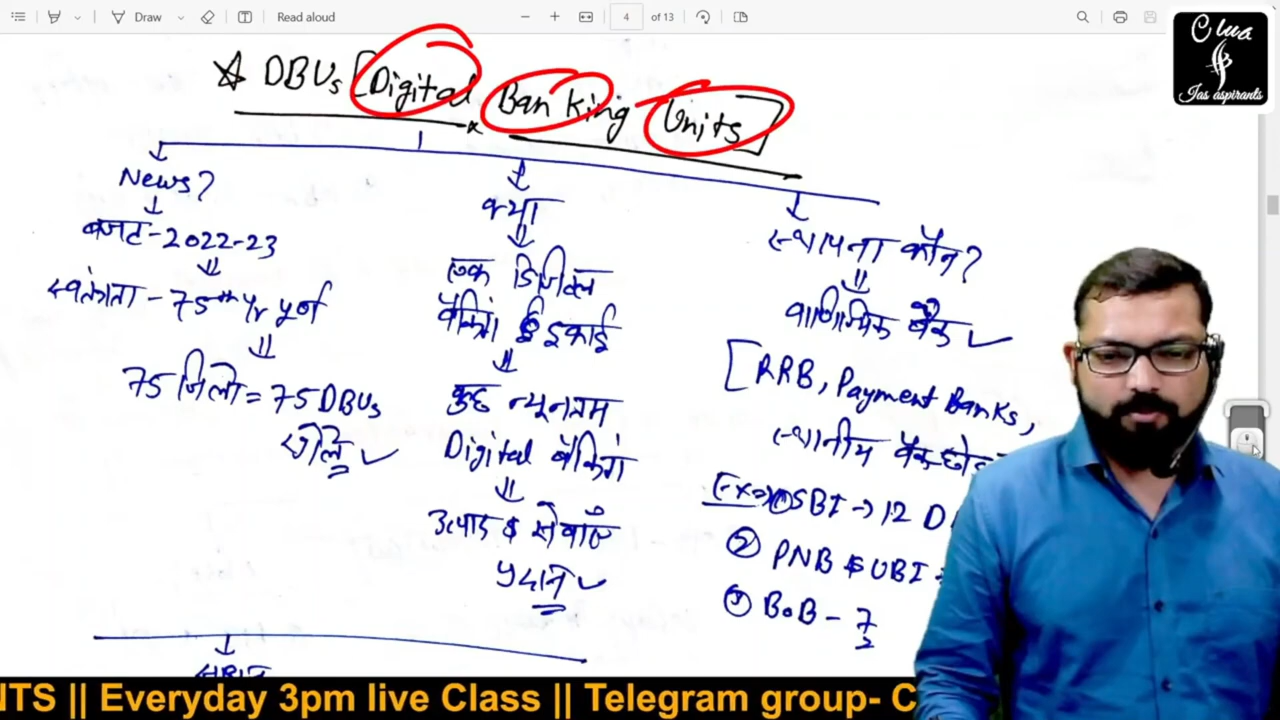 Draw
Read aloud
4 of 13
Clua
Ias aspirants
☆ DBUs [Digital Banking Units]
News?
बजट-2022-23
स्वतंत्रता - 75th Yr y of
75 जिलों = 75 DBUs
खोले
क्या
एक डिजिटल
बैंकिंग इकाई
कुछ न्यूनतम
Digital बैंकिंग
उत्पाद & सेवाएँ
प्रदान
स्थापना कौन?
वाणिज्यिक बैंक
[RRB, Payment Banks,
स्थानीय बैंक छो
Ex⇒ ① SBI → 12 D
② PNB & UBI
③ BoB - 7
NTS || Everyday 3pm live Class || Telegram group- C